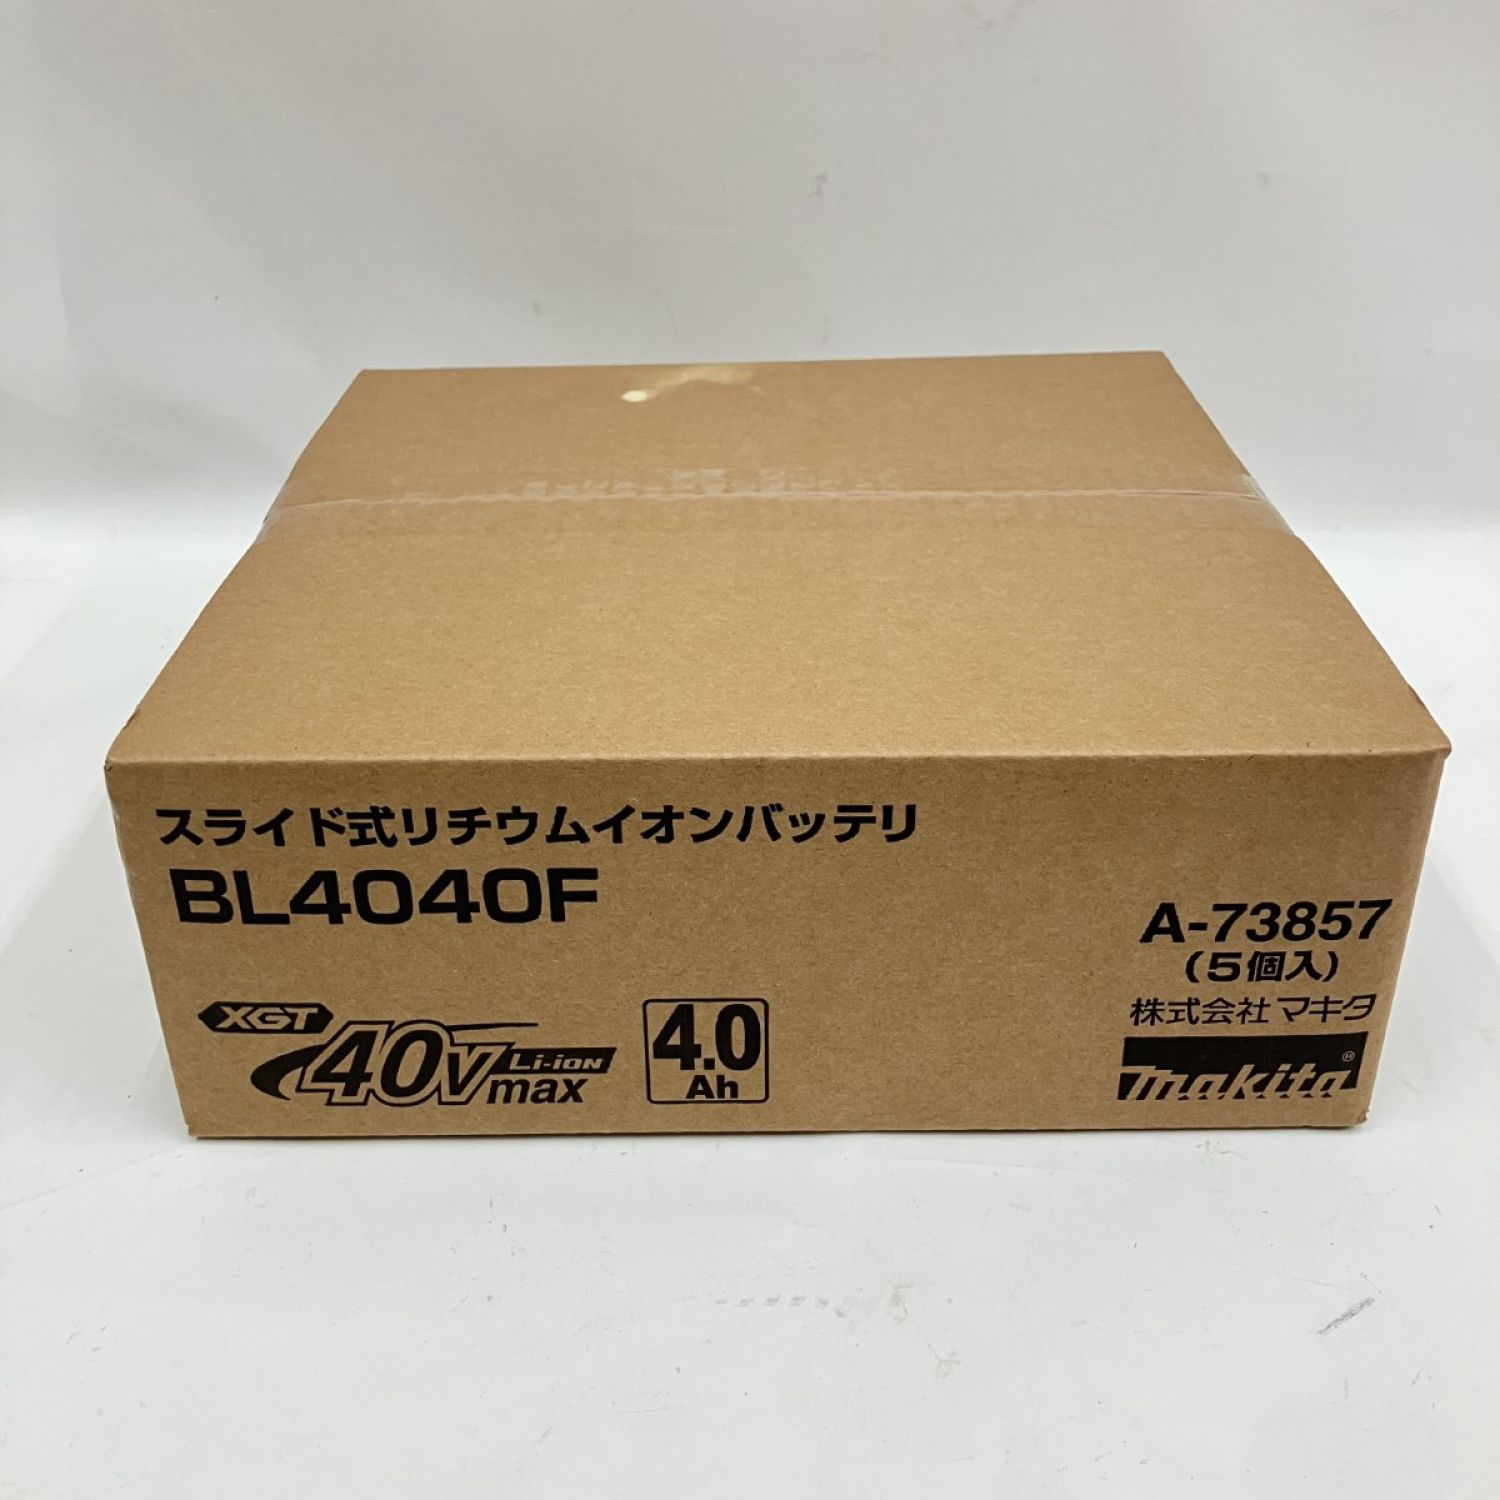 スライド式リチウムイオンバッテリ
BL4040F
XGT
40Vmax
Li-ion
4.0
Ah
A-73857
(5個入)
株式会社マキタ
makita®